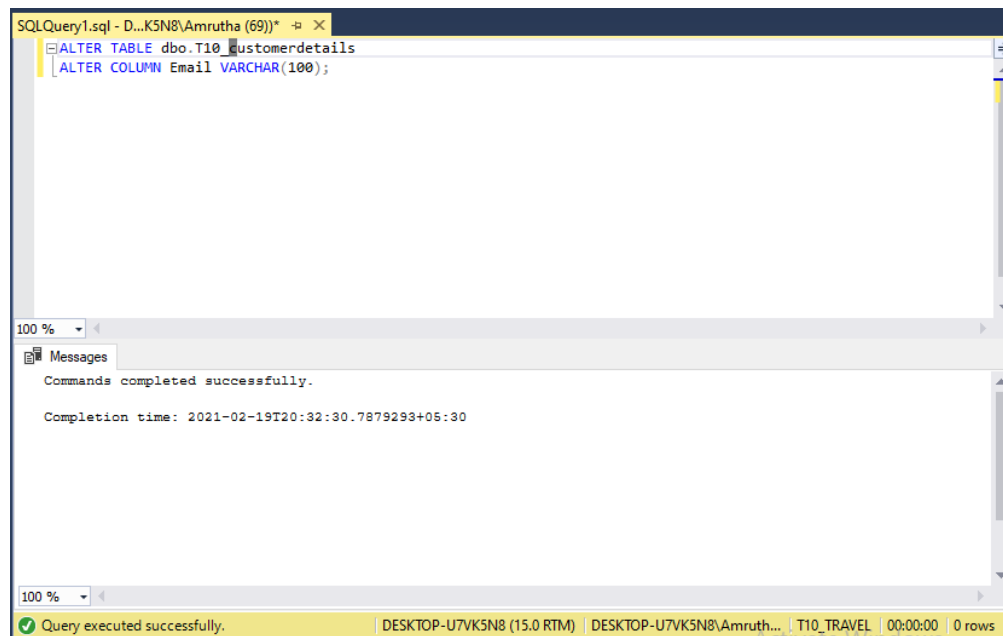 SQLQuery1.sql - D...K5N8\Amrutha (69))*
ALTER TABLE dbo.T10_customerdetails
ALTER COLUMN Email VARCHAR(100);
100 %
Messages
Commands completed successfully.
Completion time: 2021-02-19T20:32:30.7879293+05:30
100 %
Query executed successfully. DESKTOP-U7VK5N8 (15.0 RTM) DESKTOP-U7VK5N8\Amruth... T10_TRAVEL 00:00:00 0 rows